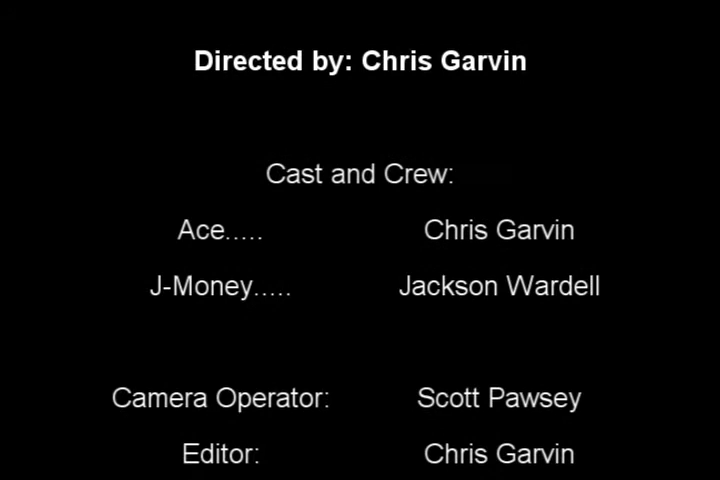 Directed by: Chris Garvin
Cast and Crew:
Ace..... Chris Garvin
J-Money..... Jackson Wardell
Camera Operator: Scott Pawsey
Editor: Chris Garvin